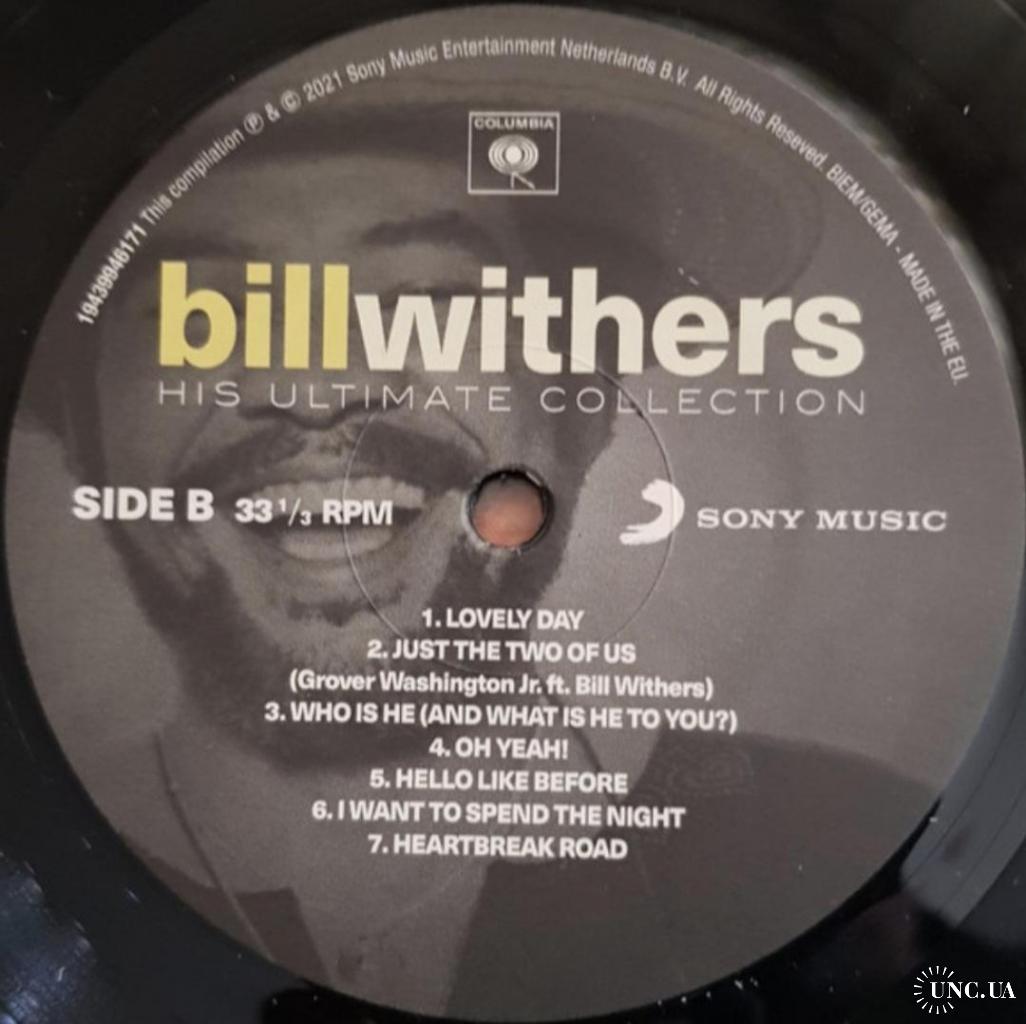 19439946171 This compilation ℗ & © 2021 Sony Music Entertainment Netherlands B.V. All Rights Reseved. BIEM/GEMA - MADE IN THE EU.
COLUMBIA
billwithers
HIS ULTIMATE COLLECTION
SIDE B 33 1/3 RPM
SONY MUSIC
1. LOVELY DAY
2. JUST THE TWO OF US
(Grover Washington Jr. ft. Bill Withers)
3. WHO IS HE (AND WHAT IS HE TO YOU?)
4. OH YEAH!
5. HELLO LIKE BEFORE
6. I WANT TO SPEND THE NIGHT
7. HEARTBREAK ROAD
UNC.UA